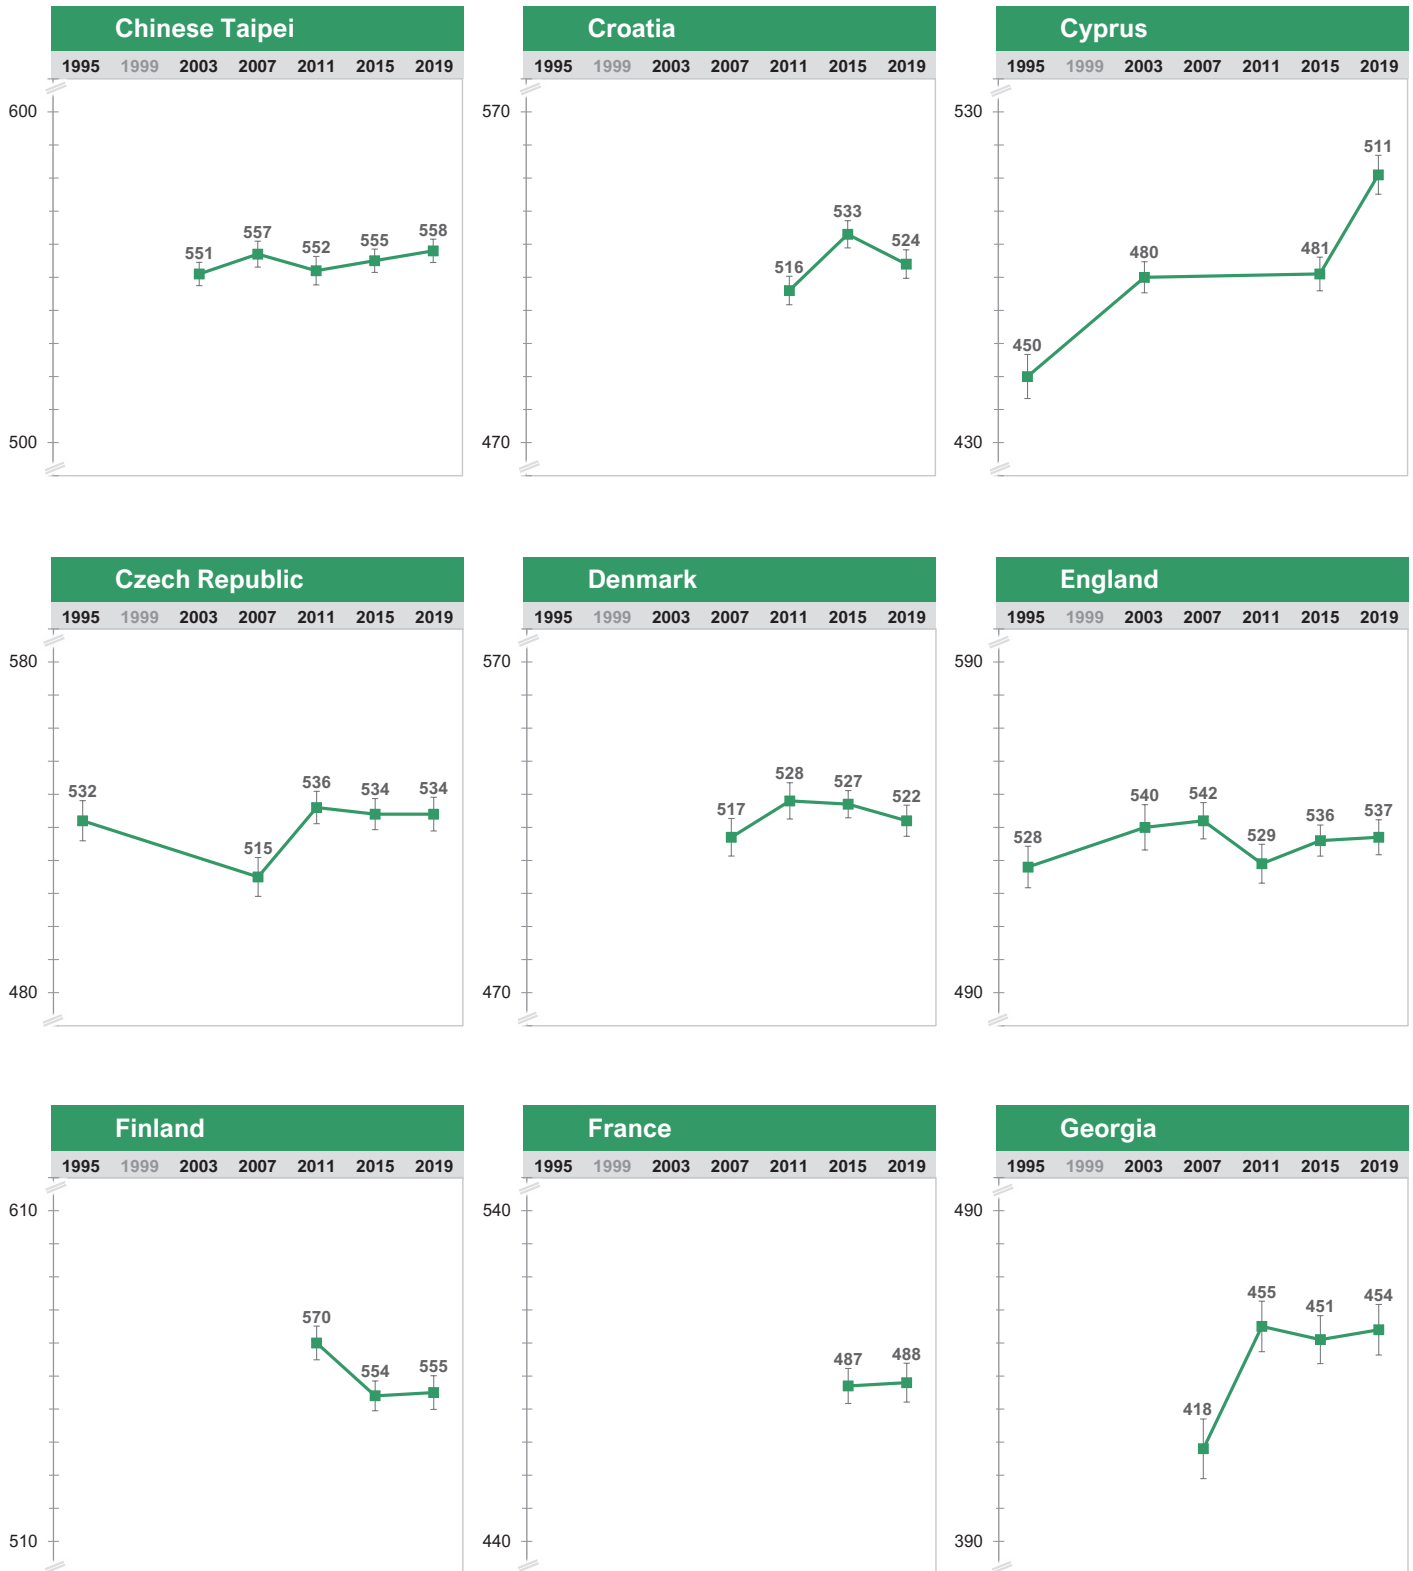 Chinese Taipei
1995 1999 2003 2007 2011 2015 2019
600
551 557 552 555 558
500
Croatia
1995 1999 2003 2007 2011 2015 2019
570
516 533 524
470
Cyprus
1995 1999 2003 2007 2011 2015 2019
530
450 480 481 511
430
Czech Republic
1995 1999 2003 2007 2011 2015 2019
580
532 515 536 534 534
480
Denmark
1995 1999 2003 2007 2011 2015 2019
570
517 528 527 522
470
England
1995 1999 2003 2007 2011 2015 2019
590
528 540 542 529 536 537
490
Finland
1995 1999 2003 2007 2011 2015 2019
610
570 554 555
510
France
1995 1999 2003 2007 2011 2015 2019
540
487 488
440
Georgia
1995 1999 2003 2007 2011 2015 2019
490
418 455 451 454
390